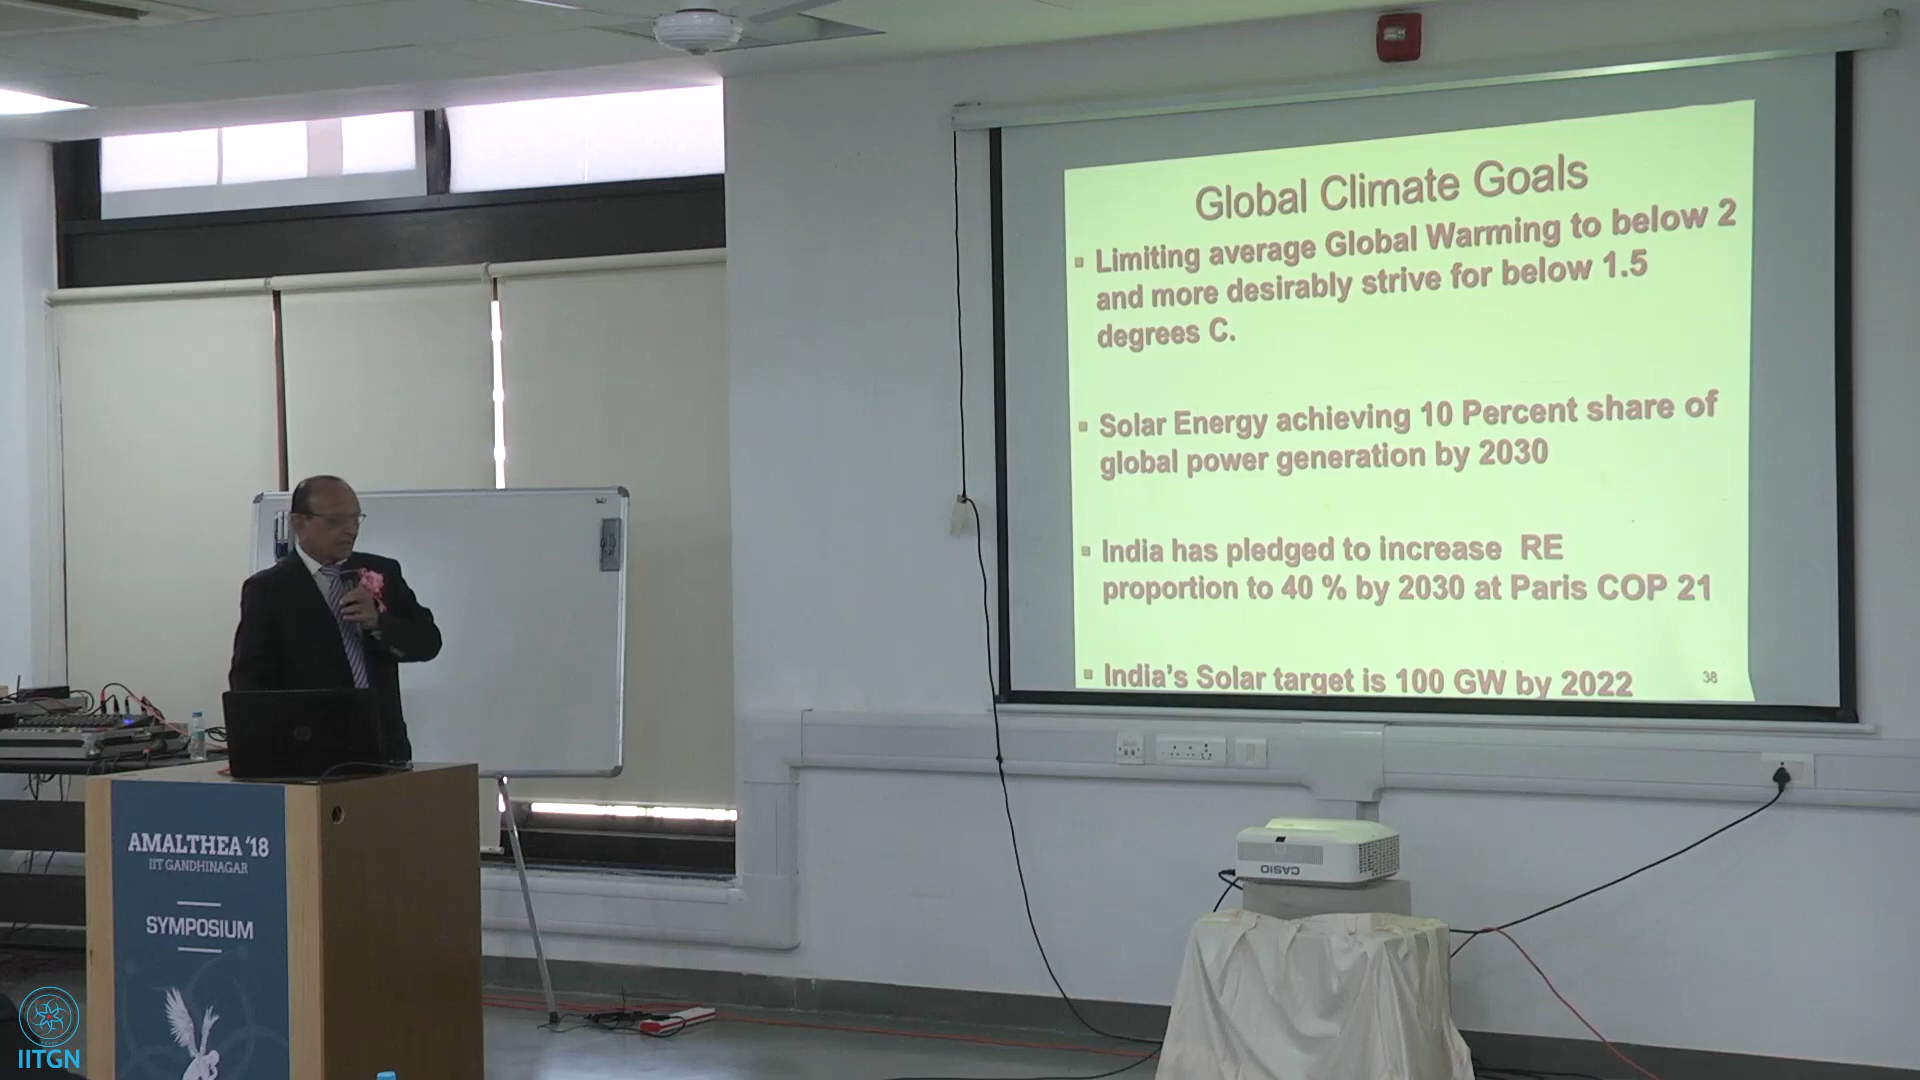 Global Climate Goals
▪ Limiting average Global Warming to below 2
and more desirably strive for below 1.5
degrees C.
▪ Solar Energy achieving 10 Percent share of
global power generation by 2030
▪ India has pledged to increase RE
proportion to 40 % by 2030 at Paris COP 21
▪ India's Solar target is 100 GW by 2022
38
AMALTHEA '18
IIT GANDHINAGAR
SYMPOSIUM
CASIO
hp
IITGN